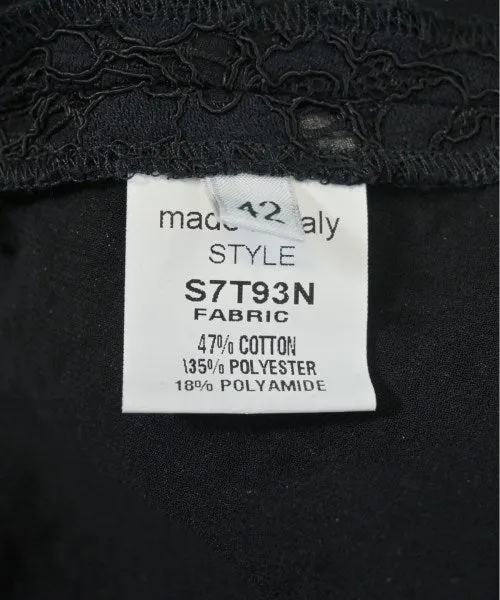 42
made aly
STYLE
S7T93N
FABRIC
47% COTTON
\35% POLYESTER
18% POLYAMIDE